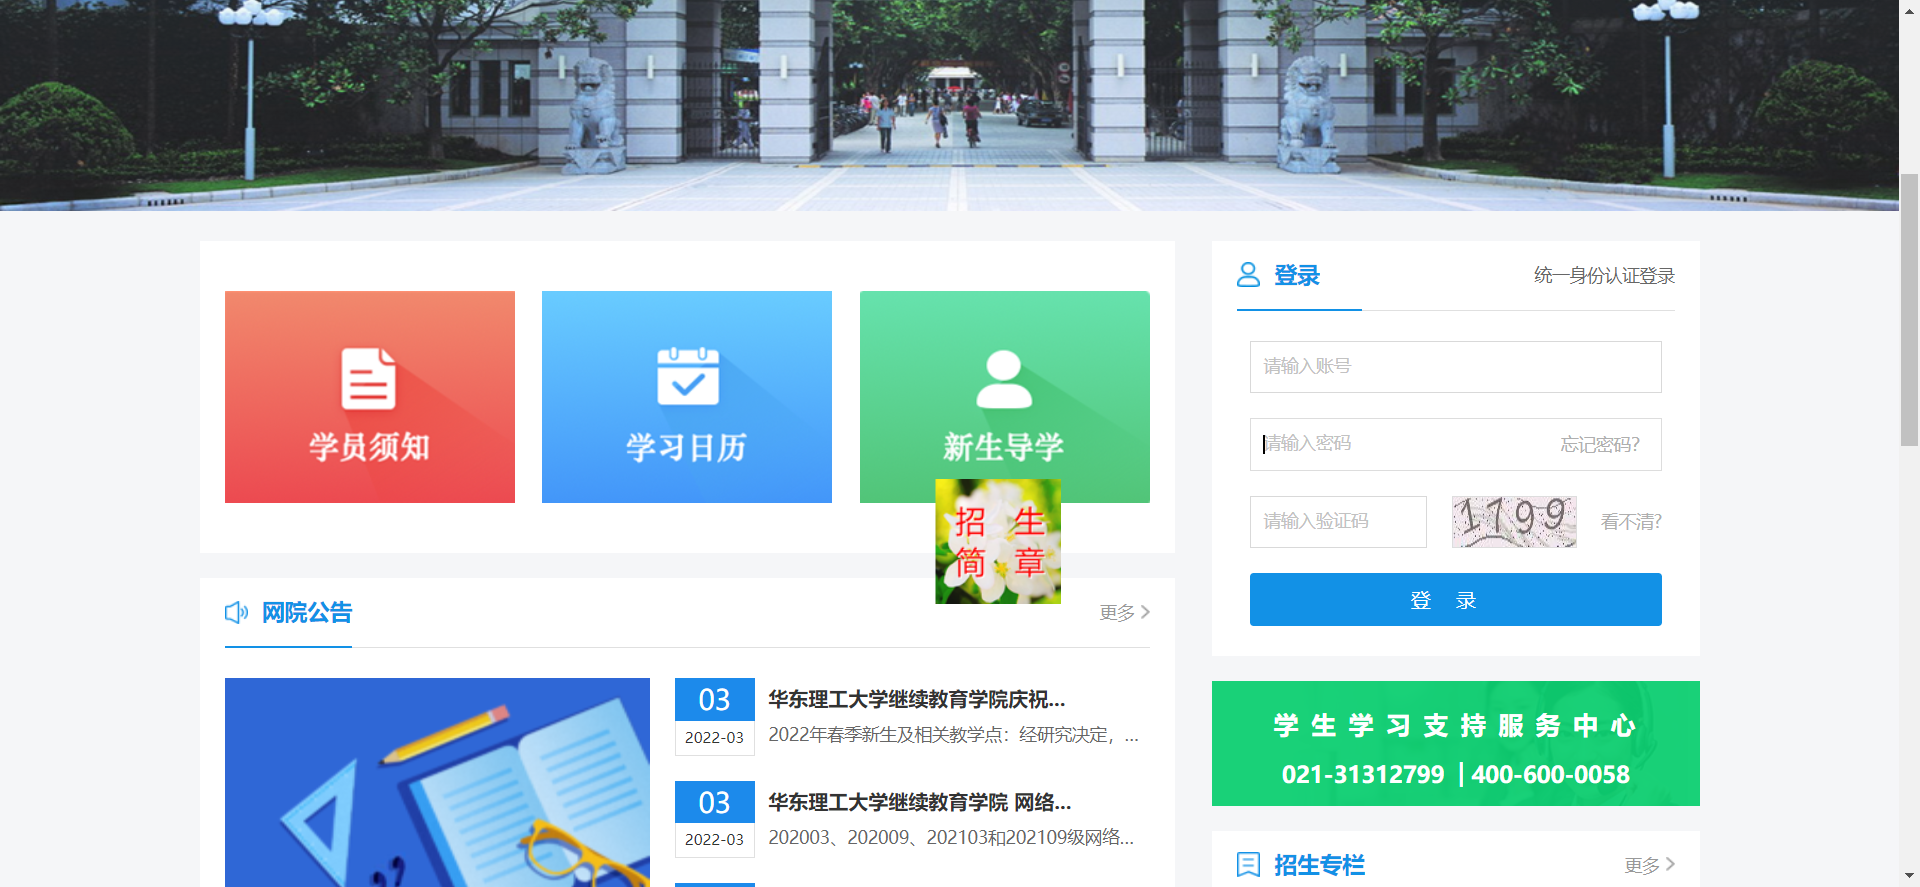 学员须知
学习日历
新生导学
招 生
简 章
登录
统一身份认证登录
请输入账号
请输入密码
忘记密码?
请输入验证码
1799
看不清?
登 录
网院公告
更多
03
2022-03
华东理工大学继续教育学院庆祝...
2022年春季新生及相关教学点：经研究决定，...
03
2022-03
华东理工大学继续教育学院 网络...
202003、202009、202103和202109级网络...
学生学习支持服务中心
021-31312799 | 400-600-0058
招生专栏
更多